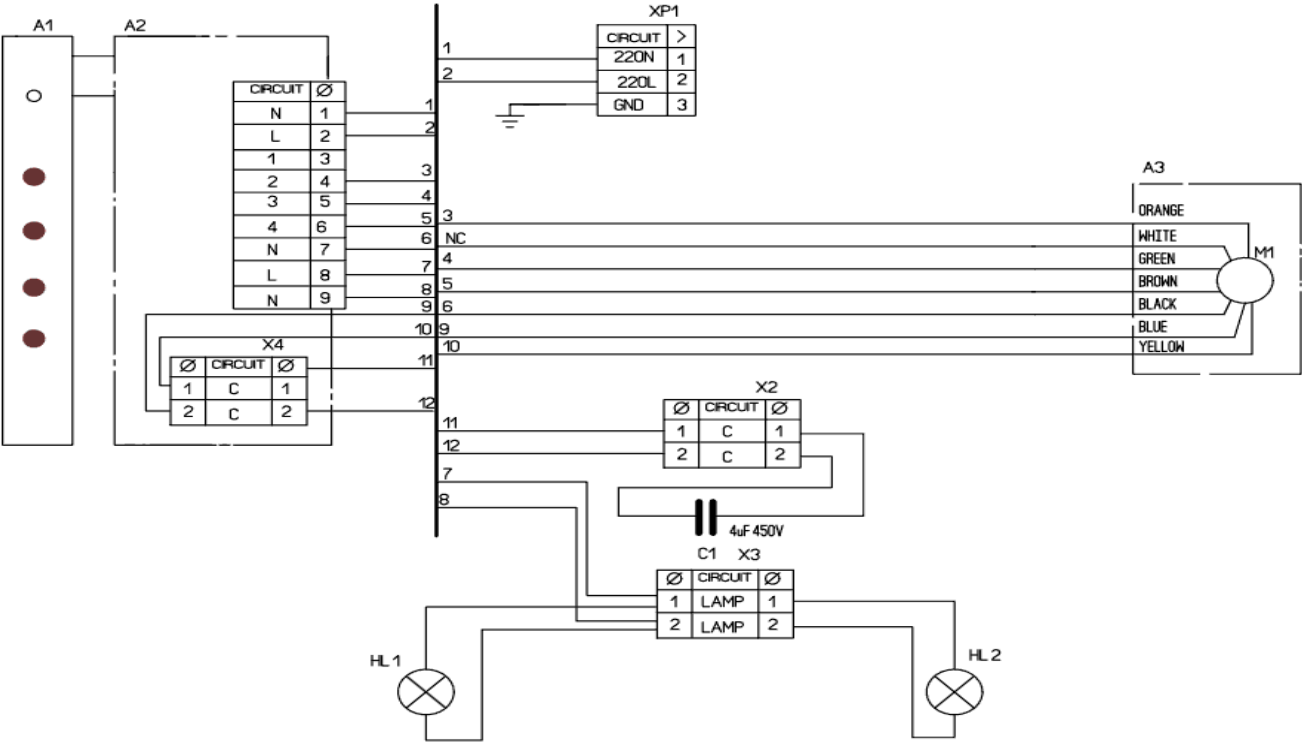 A1
A2
XP1
CIRCUIT >
220N 1
220L 2
GND 3
1
2
CIRCUIT Ø
N 1
L 2
1 3
2 4
3 5
4 6
N 7
L 8
N 9
1
2
3
4
5 3
6 NC
7 4
8 5
9 6
10 9
10
11
12
A3
ORANGE
WHITE
GREEN
BROWN
BLACK
BLUE
YELLOW
M1
X4
Ø CIRCUIT Ø
1 C 1
2 C 2
X2
Ø CIRCUIT Ø
1 C 1
2 C 2
11
12
7
8
4uF 450V
C1 X3
Ø CIRCUIT Ø
1 LAMP 1
2 LAMP 2
HL1
HL2